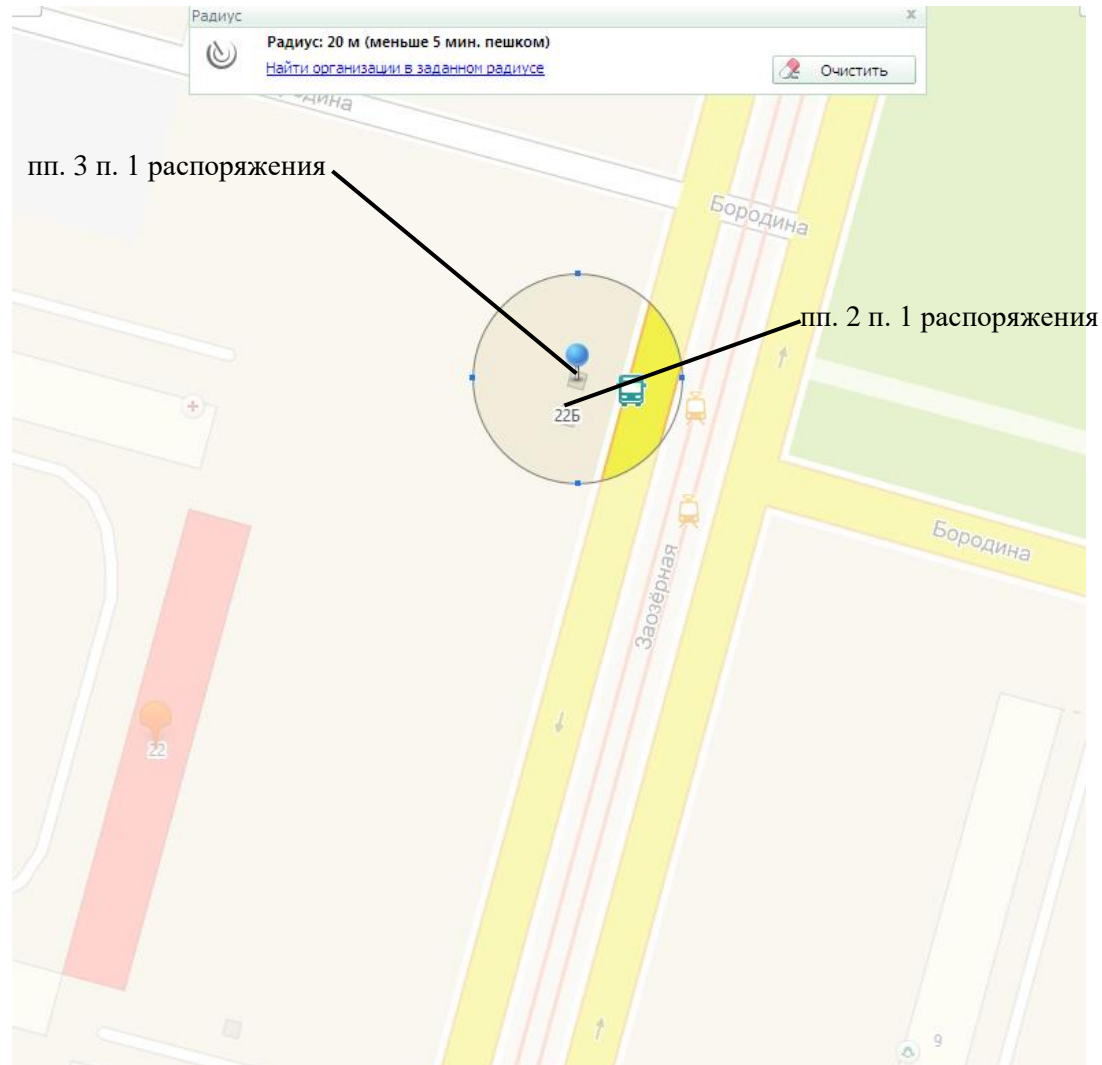 Радиус
Радиус: 20 м (меньше 5 мин. пешком)
Найти организации в заданном радиусе
Очистить
пп. 3 п. 1 распоряжения
Бородина
пп. 2 п. 1 распоряжения
22Б
Бородина
Заозёрная
22
9